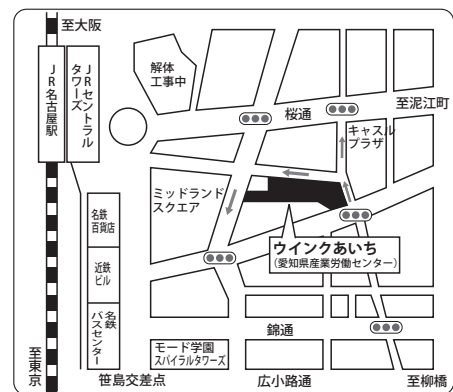 至大阪
JR名古屋駅
JRセントラル
タワーズ
解体
工事中
桜通
至泥江町
キャッスル
プラザ
ミッドランド
スクエア
名鉄
百貨店
近鉄
ビル
名鉄
バスセンター
ウインクあいち
(愛知県産業労働センター)
錦通
モード学園
スパイラルタワーズ
至東京
笹島交差点
広小路通
至柳橋